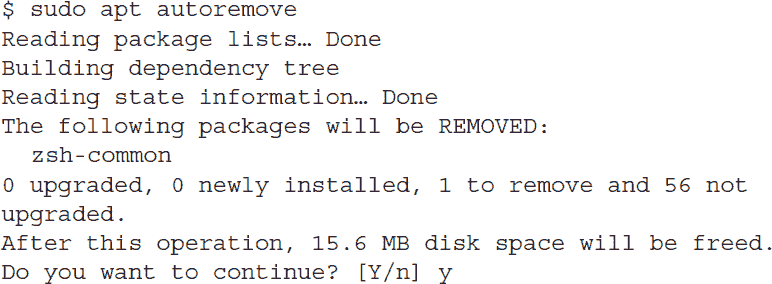 $ sudo apt autoremove
Reading package lists… Done
Building dependency tree
Reading state information… Done
The following packages will be REMOVED:
  zsh-common
0 upgraded, 0 newly installed, 1 to remove and 56 not
upgraded.
After this operation, 15.6 MB disk space will be freed.
Do you want to continue? [Y/n] y